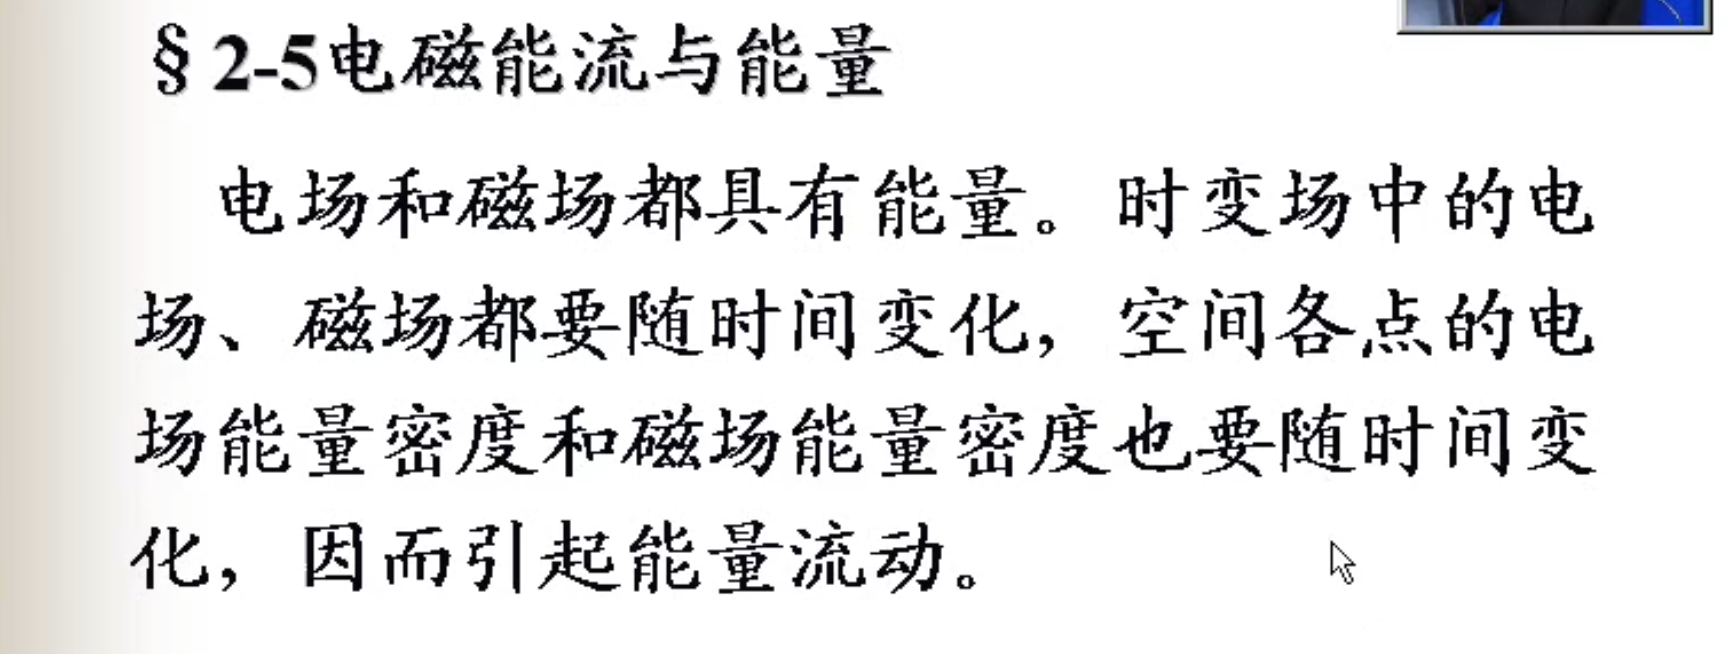 § 2-5电磁能流与能量
电场和磁场都具有能量。时变场中的电
场、磁场都要随时间变化，空间各点的电
场能量密度和磁场能量密度也要随时间变
化，因而引起能量流动。